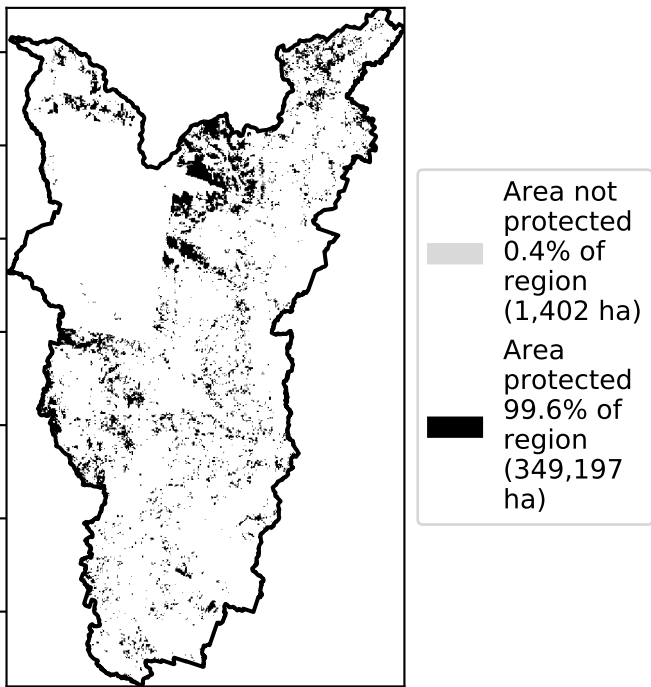 Area not
protected
0.4% of
region
(1,402 ha)
Area
protected
99.6% of
region
(349,197
ha)